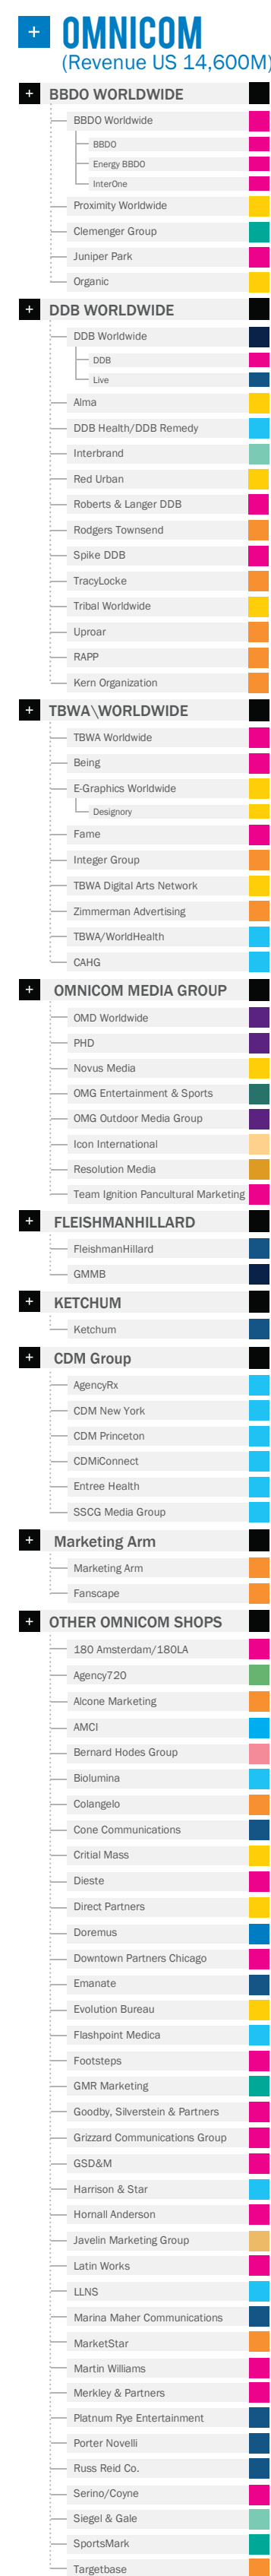 + OMNICOM
(Revenue US 14,600M)
+ BBDO WORLDWIDE
BBDO Worldwide
BBDO
Energy BBDO
InterOne
Proximity Worldwide
Clemenger Group
Juniper Park
Organic
+ DDB WORLDWIDE
DDB Worldwide
DDB
Live
Alma
DDB Health/DDB Remedy
Interbrand
Red Urban
Roberts & Langer DDB
Rodgers Townsend
Spike DDB
TracyLocke
Tribal Worldwide
Uproar
RAPP
Kern Organization
+ TBWA\WORLDWIDE
TBWA Worldwide
Being
E-Graphics Worldwide
Designory
Fame
Integer Group
TBWA Digital Arts Network
Zimmerman Advertising
TBWA/WorldHealth
CAHG
+ OMNICOM MEDIA GROUP
OMD Worldwide
PHD
Novus Media
OMG Entertainment & Sports
OMG Outdoor Media Group
Icon International
Resolution Media
Team Ignition Pancultural Marketing
+ FLEISHMANHILLARD
FleishmanHillard
GMMB
+ KETCHUM
Ketchum
+ CDM Group
AgencyRx
CDM New York
CDM Princeton
CDMiConnect
Entree Health
SSCG Media Group
+ Marketing Arm
Marketing Arm
Fanscape
+ OTHER OMNICOM SHOPS
180 Amsterdam/180LA
Agency720
Alcone Marketing
AMCI
Bernard Hodes Group
Biolumina
Colangelo
Cone Communications
Critial Mass
Dieste
Direct Partners
Doremus
Downtown Partners Chicago
Emanate
Evolution Bureau
Flashpoint Medica
Footsteps
GMR Marketing
Goodby, Silverstein & Partners
Grizzard Communications Group
GSD&M
Harrison & Star
Hornall Anderson
Javelin Marketing Group
Latin Works
LLNS
Marina Maher Communications
MarketStar
Martin Williams
Merkley & Partners
Platnum Rye Entertainment
Porter Novelli
Russ Reid Co.
Serino/Coyne
Siegel & Gale
SportsMark
Targetbase